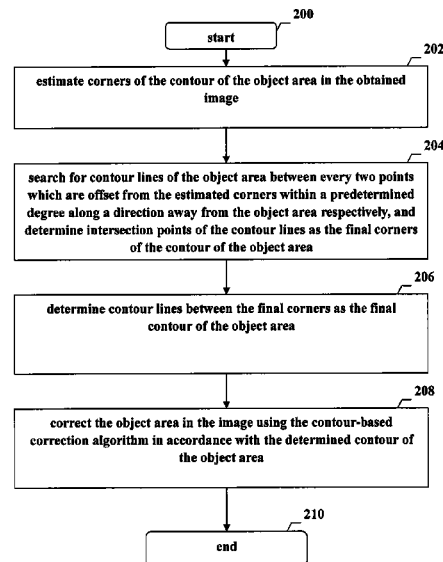 200
start
202
estimate corners of the contour of the object area in the obtained
image
204
search for contour lines of the object area between every two points
which are offset from the estimated corners within a predetermined
degree along a direction away from the object area respectively, and
determine intersection points of the contour lines as the final corners
of the contour of the object area
206
determine contour lines between the final corners as the final
contour of the object area
208
correct the object area in the image using the contour-based
correction algorithm in accordance with the determined contour of
the object area
210
end